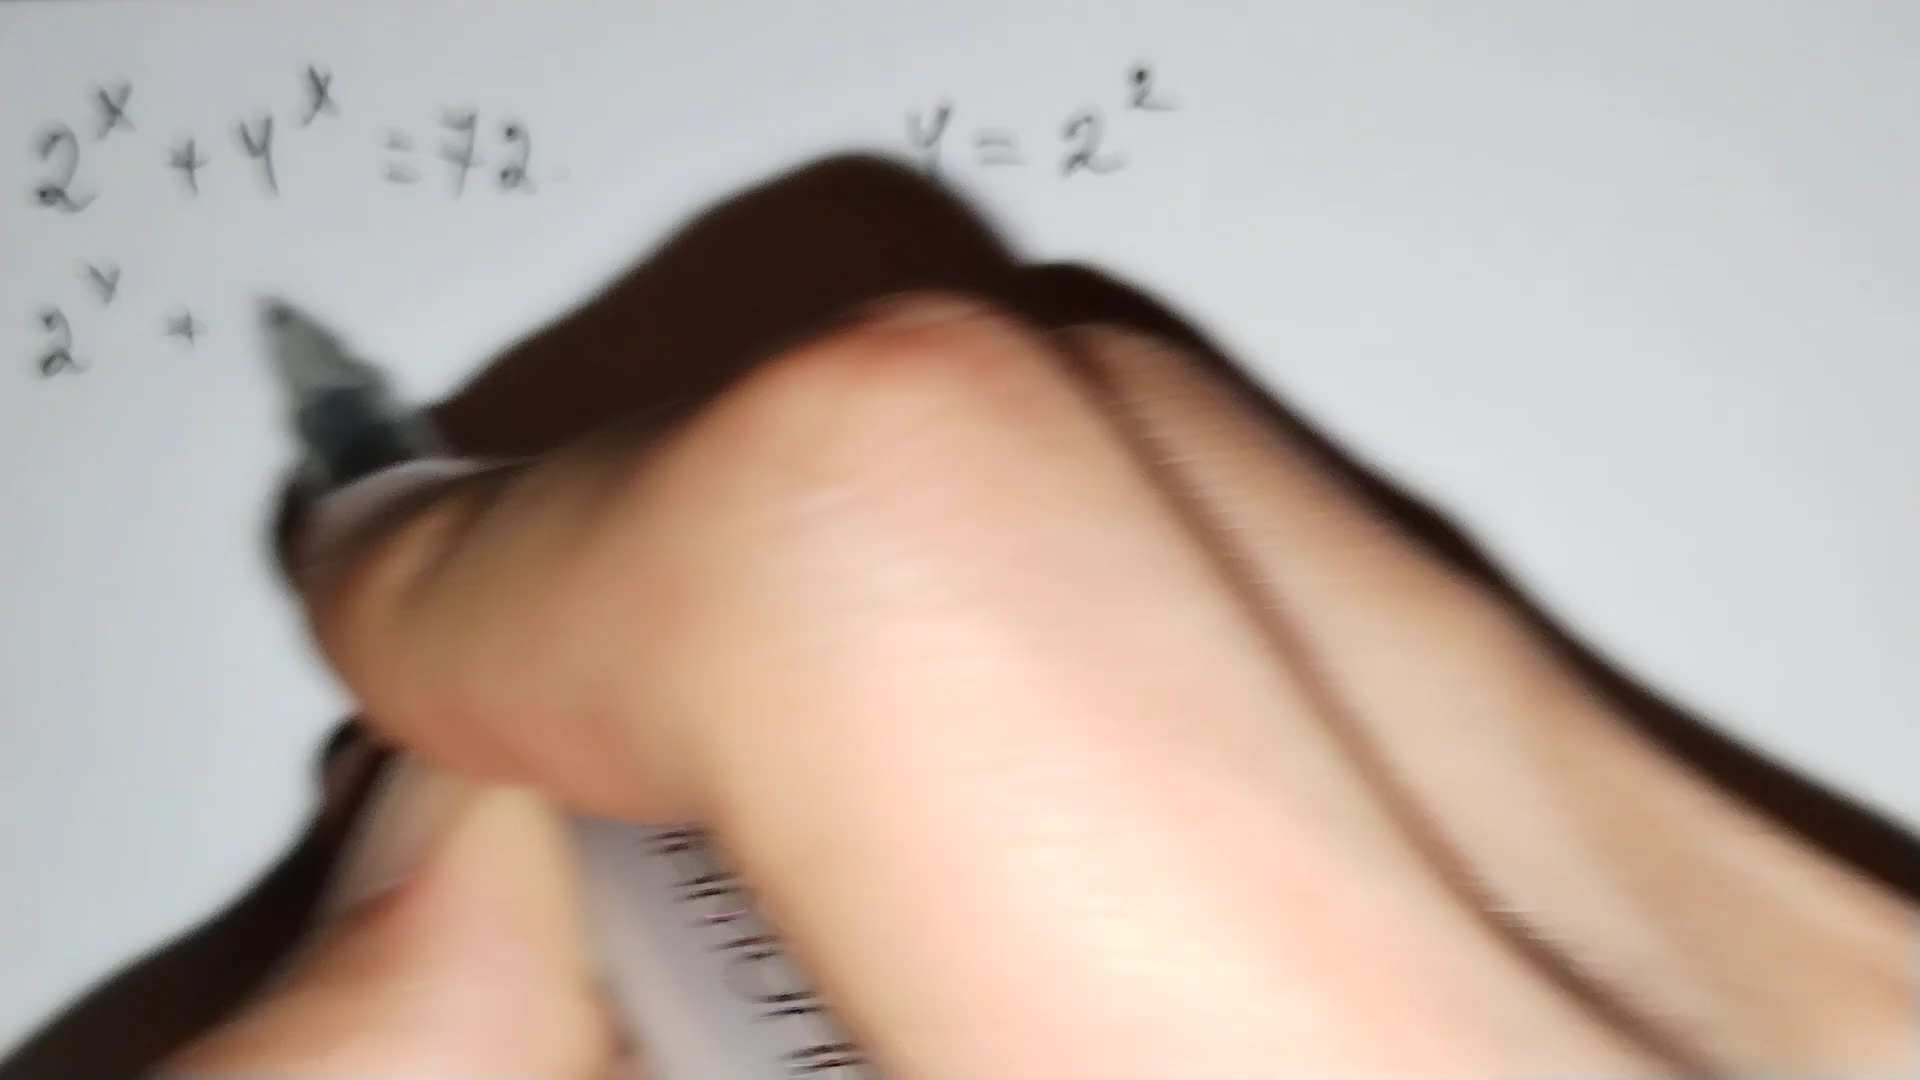 2^x + 4^x = 72
4 = 2^2
2^x +